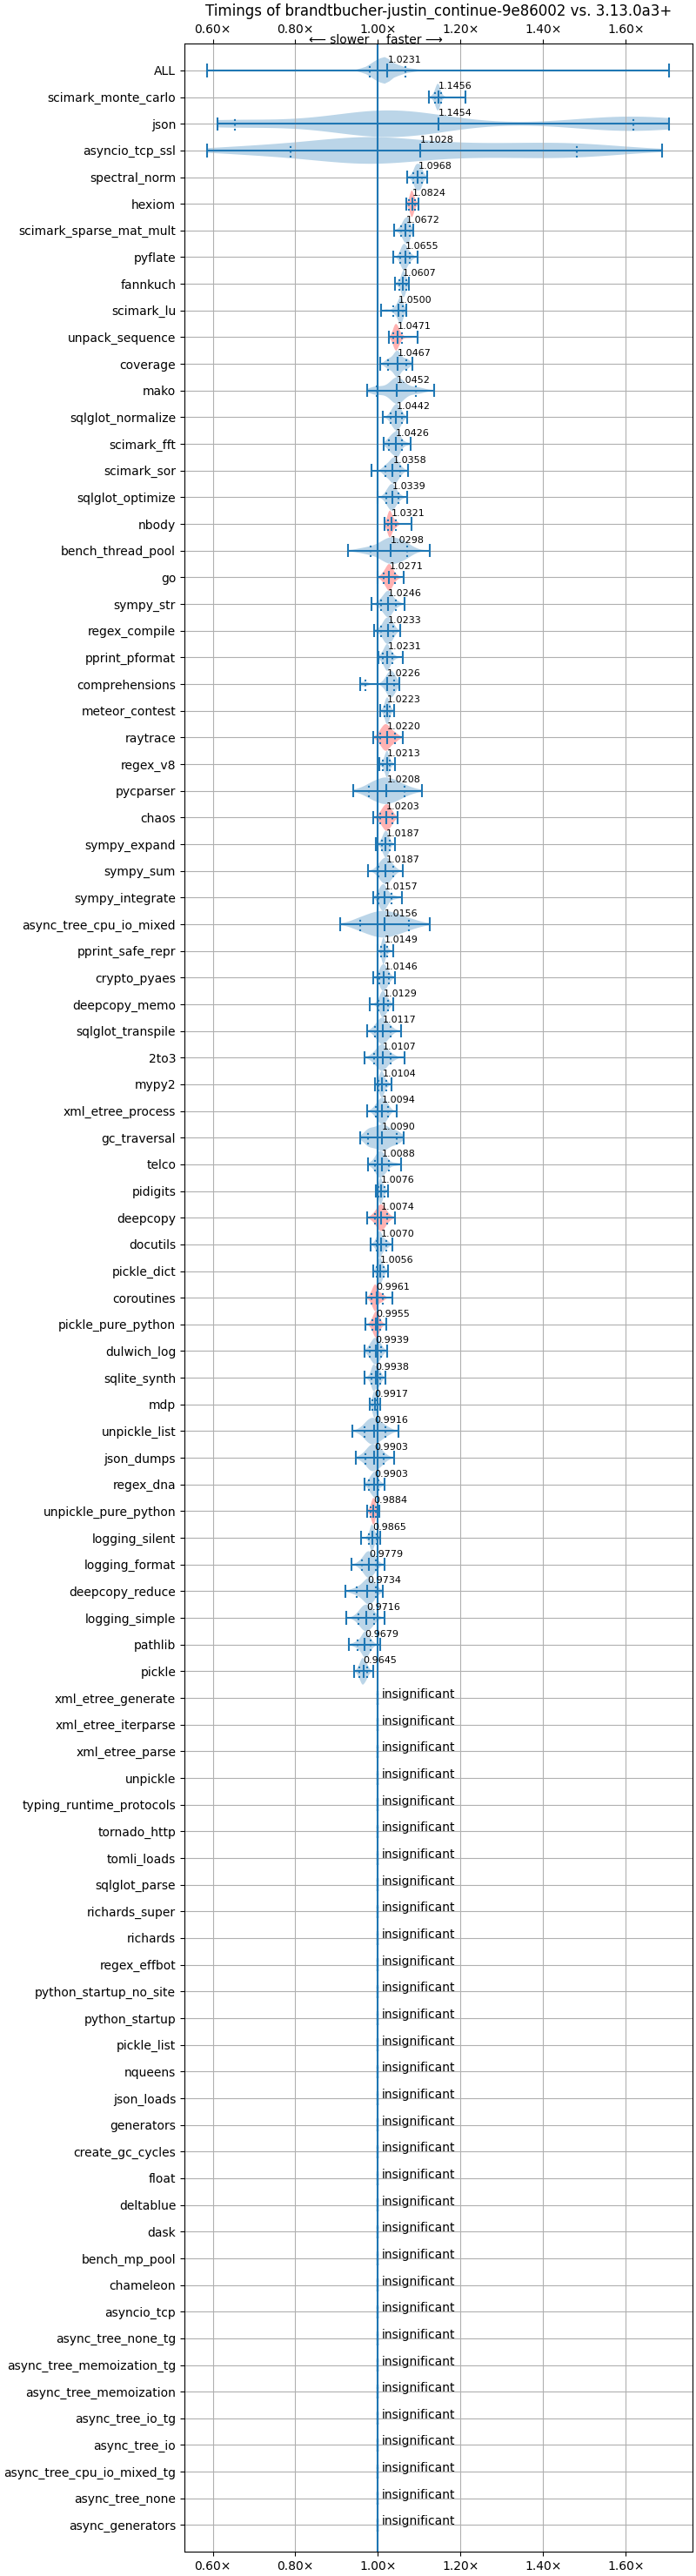 Timings of brandtbucher-justin_continue-9e86002 vs. 3.13.0a3+
0.60× 0.80× 1.00× 1.20× 1.40× 1.60×
⟵ slower faster ⟶
ALL 1.0231
scimark_monte_carlo 1.1456
json 1.1454
asyncio_tcp_ssl 1.1028
spectral_norm 1.0968
hexiom 1.0824
scimark_sparse_mat_mult 1.0672
pyflate 1.0655
fannkuch 1.0607
scimark_lu 1.0500
unpack_sequence 1.0471
coverage 1.0467
mako 1.0452
sqlglot_normalize 1.0442
scimark_fft 1.0426
scimark_sor 1.0358
sqlglot_optimize 1.0339
nbody 1.0321
bench_thread_pool 1.0298
go 1.0271
sympy_str 1.0246
regex_compile 1.0233
pprint_pformat 1.0231
comprehensions 1.0226
meteor_contest 1.0223
raytrace 1.0220
regex_v8 1.0213
pycparser 1.0208
chaos 1.0203
sympy_expand 1.0187
sympy_sum 1.0187
sympy_integrate 1.0157
async_tree_cpu_io_mixed 1.0156
pprint_safe_repr 1.0149
crypto_pyaes 1.0146
deepcopy_memo 1.0129
sqlglot_transpile 1.0117
2to3 1.0107
mypy2 1.0104
xml_etree_process 1.0094
gc_traversal 1.0090
telco 1.0088
pidigits 1.0076
deepcopy 1.0074
docutils 1.0070
pickle_dict 1.0056
coroutines 0.9961
pickle_pure_python 0.9955
dulwich_log 0.9939
sqlite_synth 0.9938
mdp 0.9917
unpickle_list 0.9916
json_dumps 0.9903
regex_dna 0.9903
unpickle_pure_python 0.9884
logging_silent 0.9865
logging_format 0.9779
deepcopy_reduce 0.9734
logging_simple 0.9716
pathlib 0.9679
pickle 0.9645
xml_etree_generate insignificant
xml_etree_iterparse insignificant
xml_etree_parse insignificant
unpickle insignificant
typing_runtime_protocols insignificant
tornado_http insignificant
tomli_loads insignificant
sqlglot_parse insignificant
richards_super insignificant
richards insignificant
regex_effbot insignificant
python_startup_no_site insignificant
python_startup insignificant
pickle_list insignificant
nqueens insignificant
json_loads insignificant
generators insignificant
create_gc_cycles insignificant
float insignificant
deltablue insignificant
dask insignificant
bench_mp_pool insignificant
chameleon insignificant
asyncio_tcp insignificant
async_tree_none_tg insignificant
async_tree_memoization_tg insignificant
async_tree_memoization insignificant
async_tree_io_tg insignificant
async_tree_io insignificant
async_tree_cpu_io_mixed_tg insignificant
async_tree_none insignificant
async_generators insignificant
0.60× 0.80× 1.00× 1.20× 1.40× 1.60×